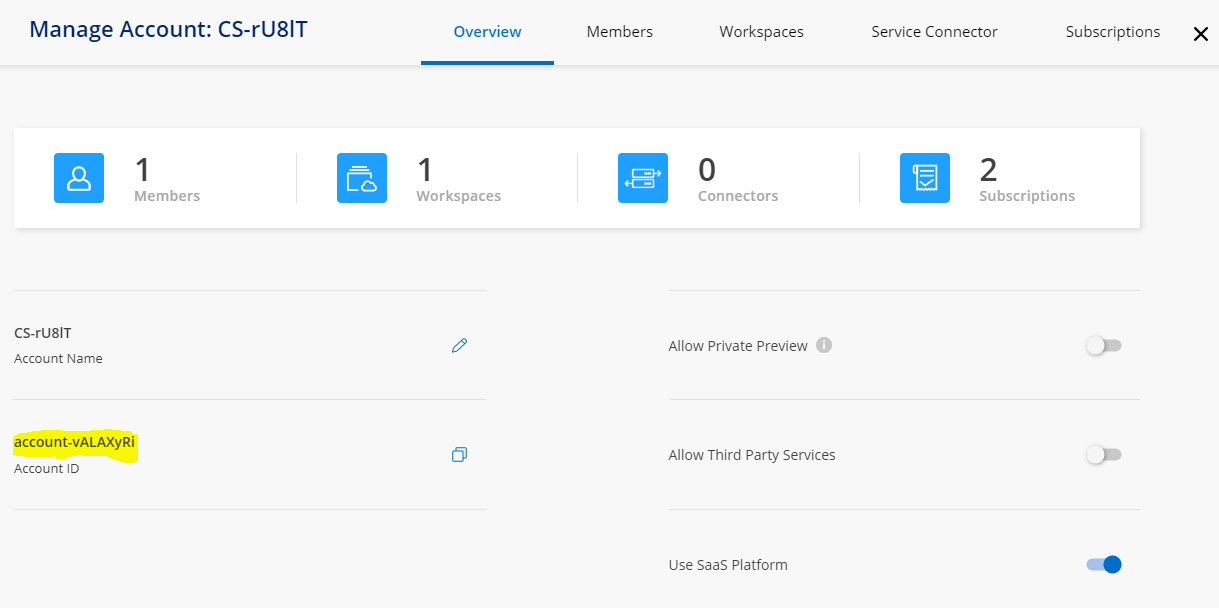 Manage Account: CS-rU8lT
Overview
Members
Workspaces
Service Connector
Subscriptions
1
Members
1
Workspaces
0
Connectors
2
Subscriptions
CS-rU8lT
Account Name
Allow Private Preview
account-vALAXyRi
Account ID
Allow Third Party Services
Use SaaS Platform